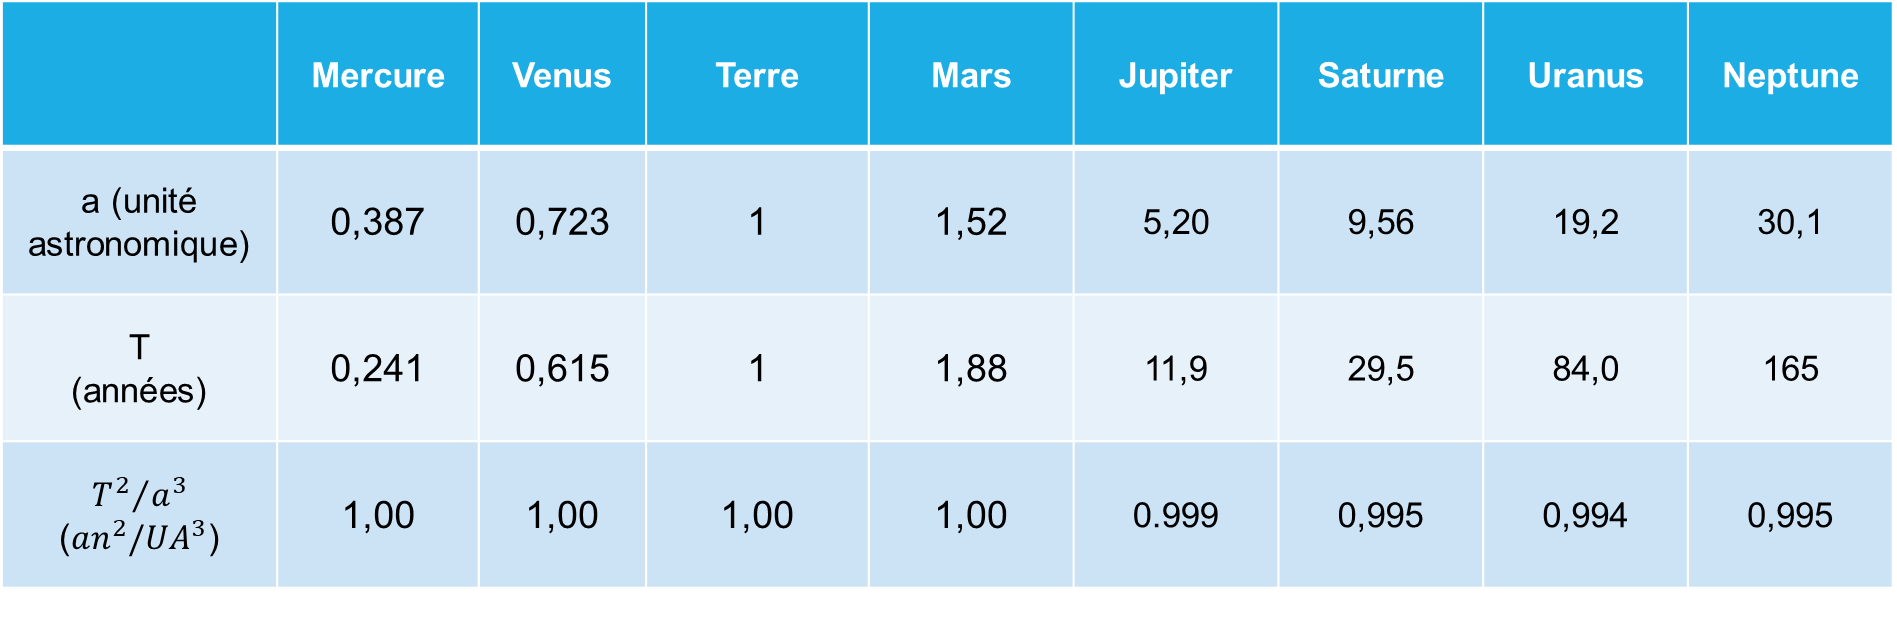 Mercure Venus Terre Mars Jupiter Saturne Uranus Neptune
a (unité
astronomique) 0,387 0,723 1 1,52 5,20 9,56 19,2 30,1
T
(années) 0,241 0,615 1 1,88 11,9 29,5 84,0 165
T²/a³
(an²/UA³) 1,00 1,00 1,00 1,00 0.999 0,995 0,994 0,995